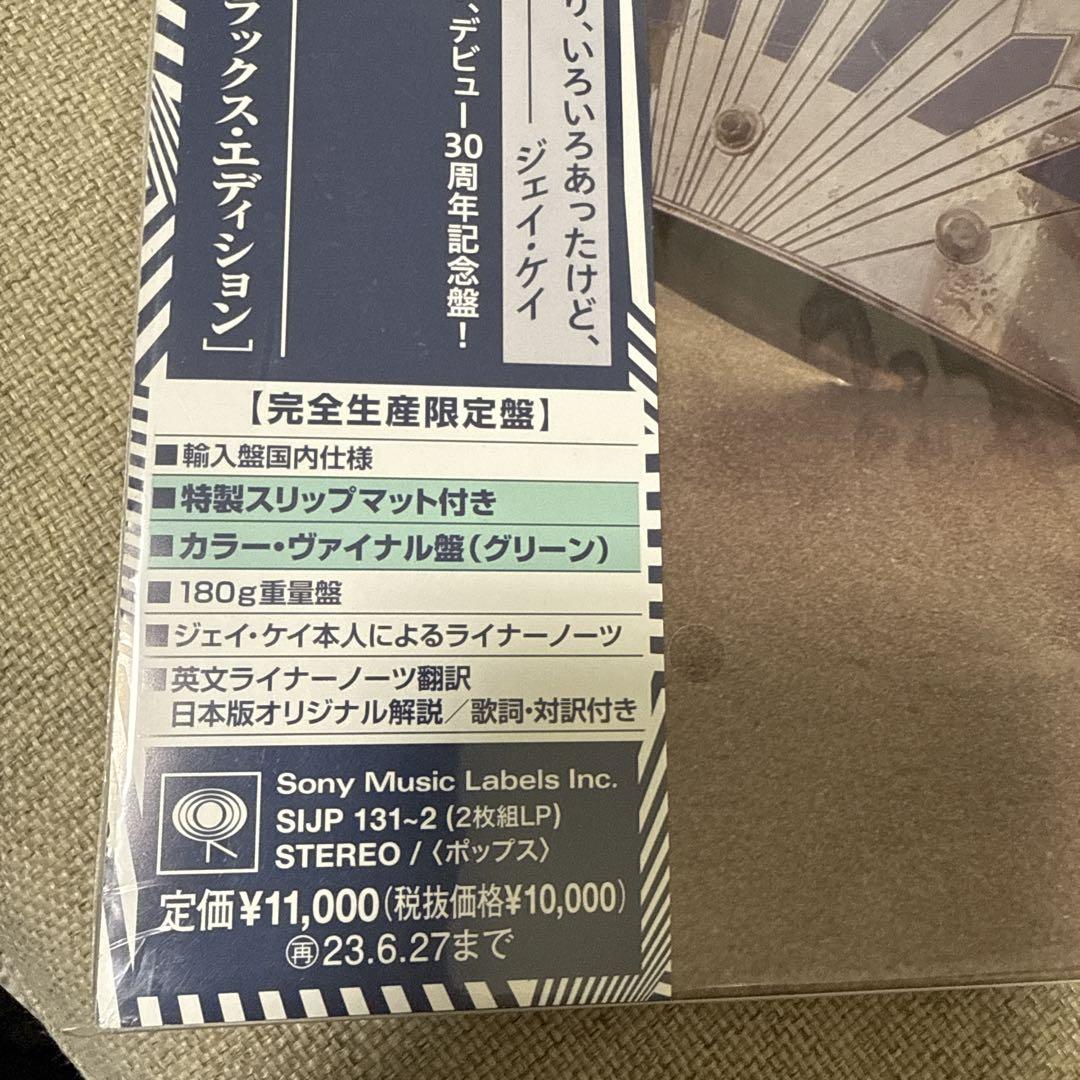 り、いろいろあったけど、
――ジェイ・ケイ
、デビュー30周年記念盤！
ラックス・エディション］
【完全生産限定盤】
■輸入盤国内仕様
■特製スリップマット付き
■カラー・ヴァイナル盤（グリーン）
■180g重量盤
■ジェイ・ケイ本人によるライナーノーツ
■英文ライナーノーツ翻訳
日本版オリジナル解説／歌詞・対訳付き
Sony Music Labels Inc.
SIJP 131~2 (2枚組LP)
STEREO /〈ポップス〉
定価¥11,000(税抜価格¥10,000)
㊢23.6.27まで